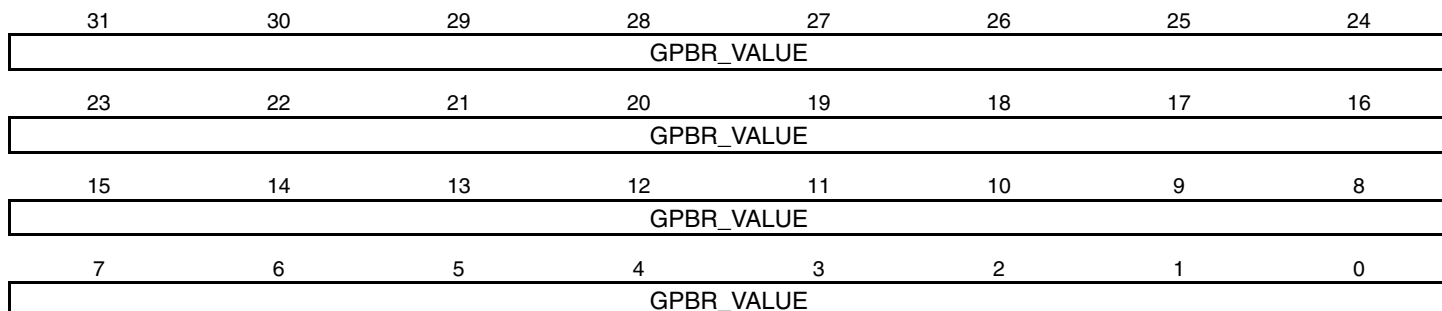 31 30 29 28 27 26 25 24
GPBR_VALUE
23 22 21 20 19 18 17 16
GPBR_VALUE
15 14 13 12 11 10 9 8
GPBR_VALUE
7 6 5 4 3 2 1 0
GPBR_VALUE